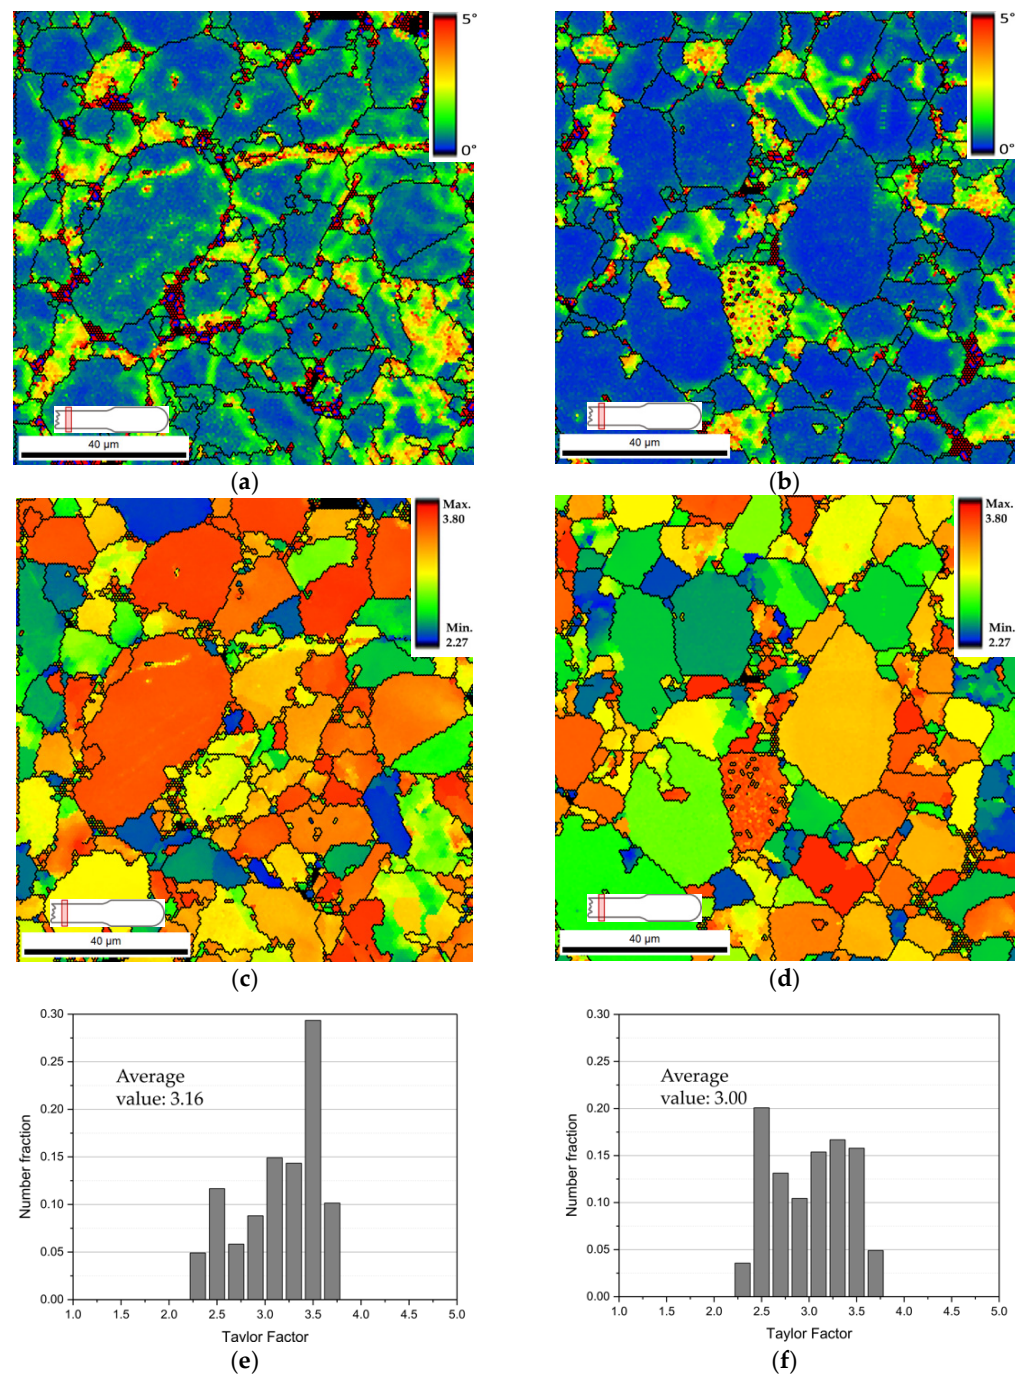 5°
0°
40 µm
(a)
5°
0°
40 µm
(b)
Max.
3.80
Min.
2.27
40 µm
(c)
Max.
3.80
Min.
2.27
40 µm
(d)
0.30
0.25
0.20
0.15
0.10
0.05
0.00
Number fraction
Average
value: 3.16
1.0 1.5 2.0 2.5 3.0 3.5 4.0 4.5 5.0
Taylor Factor
(e)
0.30
0.25
0.20
0.15
0.10
0.05
0.00
Number fraction
Average
value: 3.00
1.0 1.5 2.0 2.5 3.0 3.5 4.0 4.5 5.0
Taylor Factor
(f)